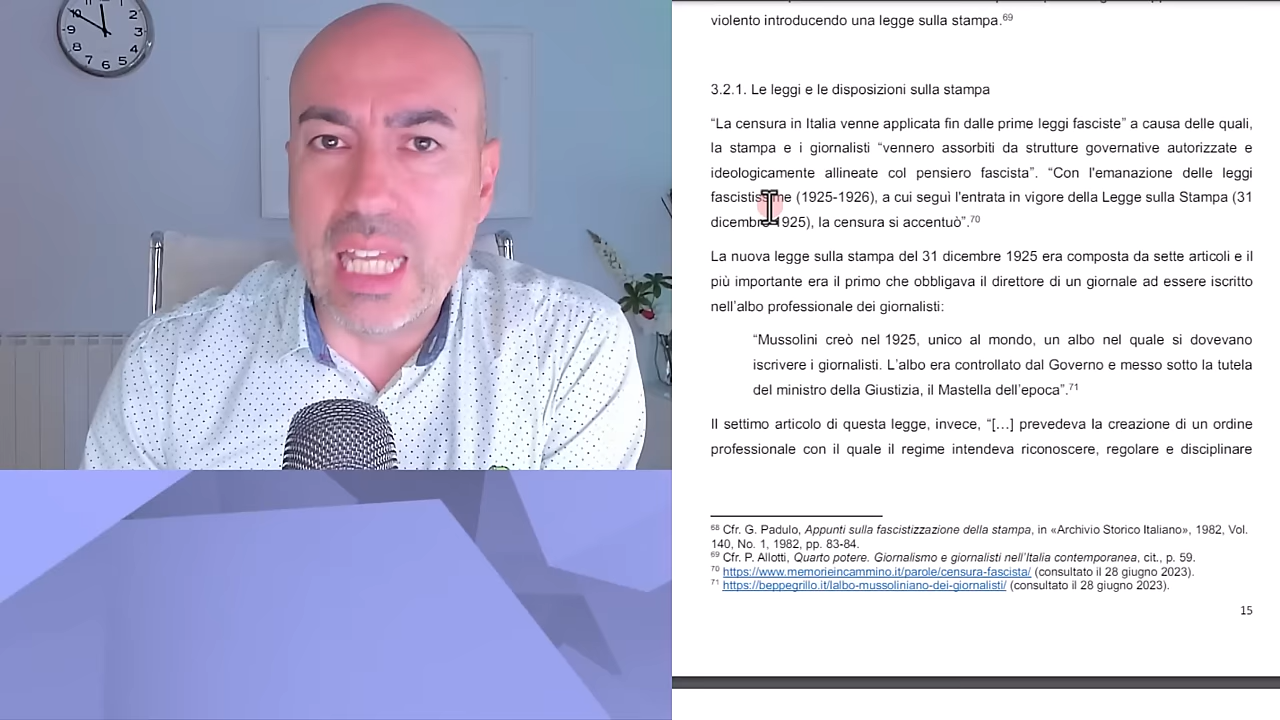 violento introducendo una legge sulla stampa.69
3.2.1. Le leggi e le disposizioni sulla stampa
“La censura in Italia venne applicata fin dalle prime leggi fasciste” a causa delle quali,
la stampa e i giornalisti “vennero assorbiti da strutture governative autorizzate e
ideologicamente allineate col pensiero fascista”. “Con l'emanazione delle leggi
fascistissime (1925-1926), a cui seguì l'entrata in vigore della Legge sulla Stampa (31
dicembre 1925), la censura si accentuò”.70
La nuova legge sulla stampa del 31 dicembre 1925 era composta da sette articoli e il
più importante era il primo che obbligava il direttore di un giornale ad essere iscritto
nell’albo professionale dei giornalisti:
“Mussolini creò nel 1925, unico al mondo, un albo nel quale si dovevano
iscrivere i giornalisti. L’albo era controllato dal Governo e messo sotto la tutela
del ministro della Giustizia, il Mastella dell’epoca”.71
Il settimo articolo di questa legge, invece, “[…] prevedeva la creazione di un ordine
professionale con il quale il regime intendeva riconoscere, regolare e disciplinare
68 Cfr. G. Padulo, Appunti sulla fascistizzazione della stampa, in «Archivio Storico Italiano», 1982, Vol.
140, No. 1, 1982, pp. 83-84.
69 Cfr. P. Allotti, Quarto potere. Giornalismo e giornalisti nell’Italia contemporanea, cit., p. 59.
70 https://www.memorieincammino.it/parole/censura-fascista/ (consultato il 28 giugno 2023).
71 https://beppegrillo.it/lalbo-mussoliniano-dei-giornalisti/ (consultato il 28 giugno 2023).
15